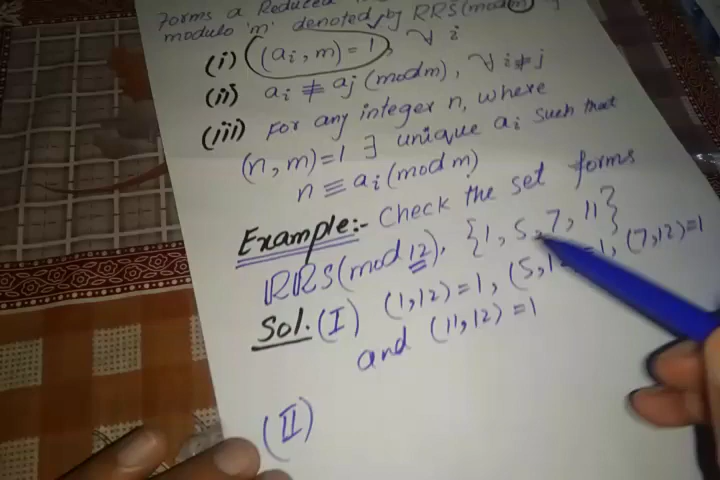 Forms a Reduced
modulo 'm' denoted by RRS(mod m)
(i) (ai, m) = 1, ∀ i
(ii) ai ≢ aj (mod m), ∀ i≠j
(iii) For any integer n, where
(n, m)=1 ∃ unique ai such that
n ≡ ai (mod m)
Example:- Check the set forms
RRS(mod 12), {1, 5, 7, 11}
Sol. (I) (1,12)=1, (5,12)=1, (7,12)=1
and (11,12)=1
(II)